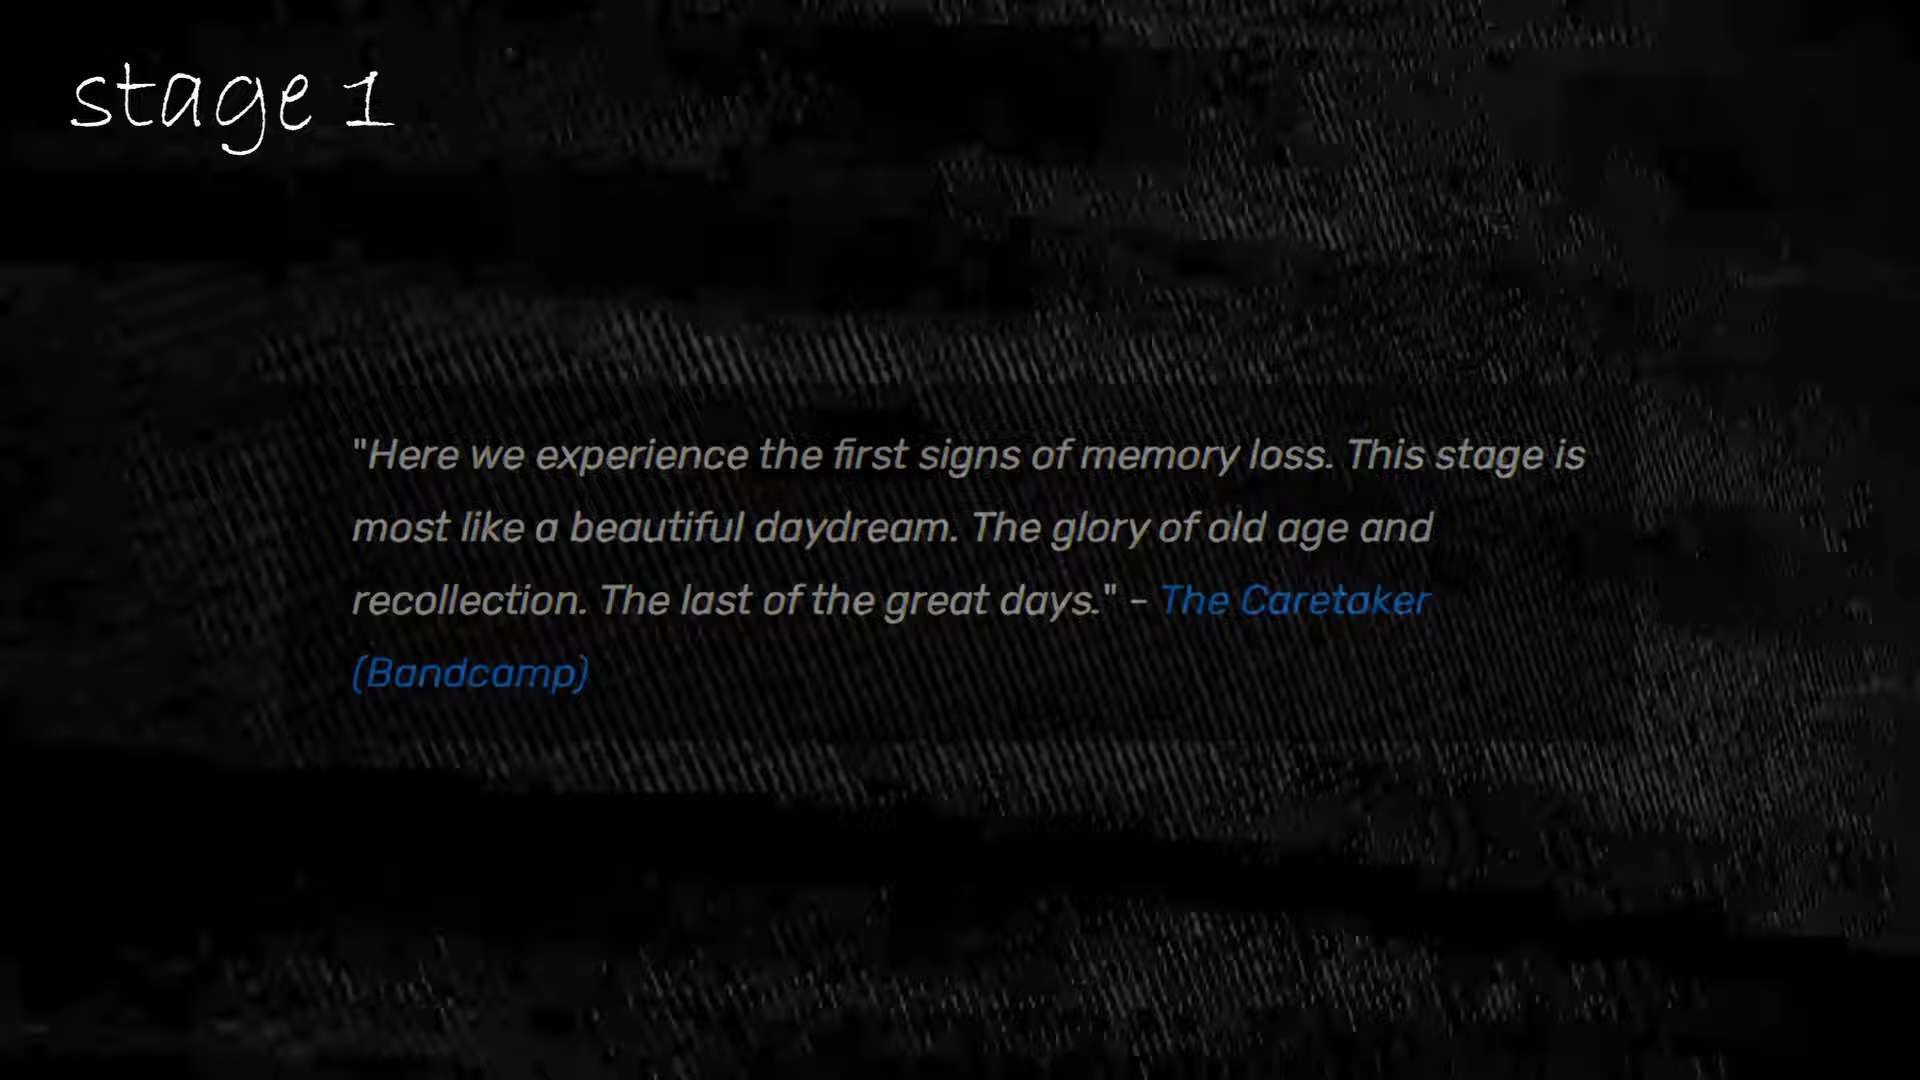 stage 1
"Here we experience the first signs of memory loss. This stage is
most like a beautiful daydream. The glory of old age and
recollection. The last of the great days." - The Caretaker
(Bandcamp)